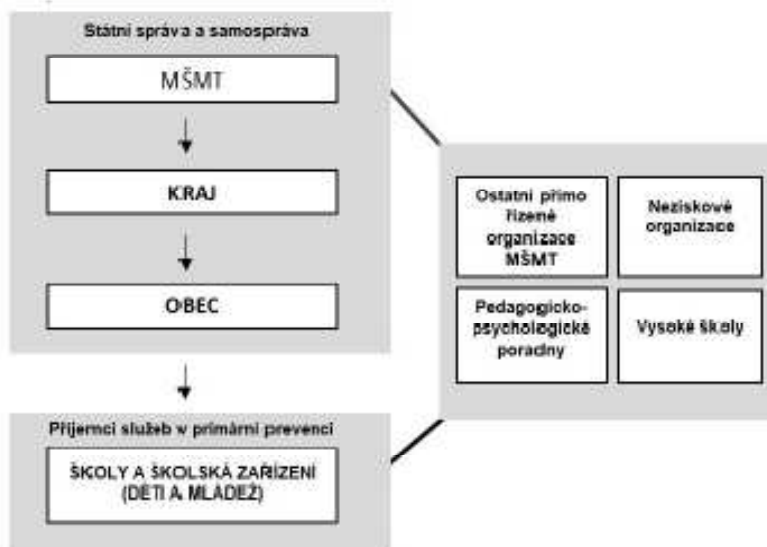 Státní správa a samospráva
MŠMT
KRAJ
OBEC
Příjemci služeb w primární prevenci
ŠKOLY A ŠKOLSKÁ ZAŘÍZENÍ
(DĚTI A MLÁDEŽ)
Ostatní přímo
řízené
organizace
MŠMT
Neziskové
organizace
Pedagogicko-
psychologické
poradny
Vysoké školy